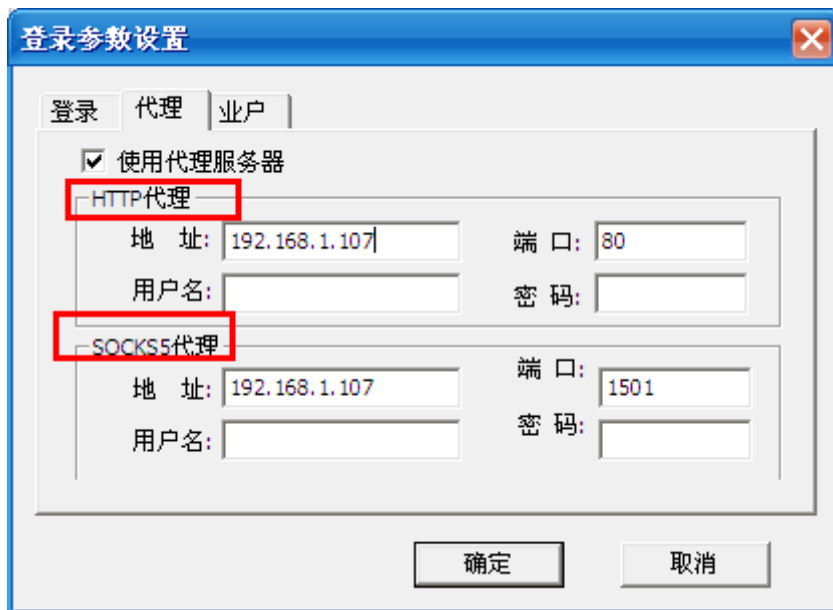 登录参数设置
登录 代理 业户
使用代理服务器
HTTP代理
地 址: 192.168.1.107 端 口: 80
用户名: 密 码:
SOCKS5代理
地 址: 192.168.1.107 端 口: 1501
用户名: 密 码:
确定 取消